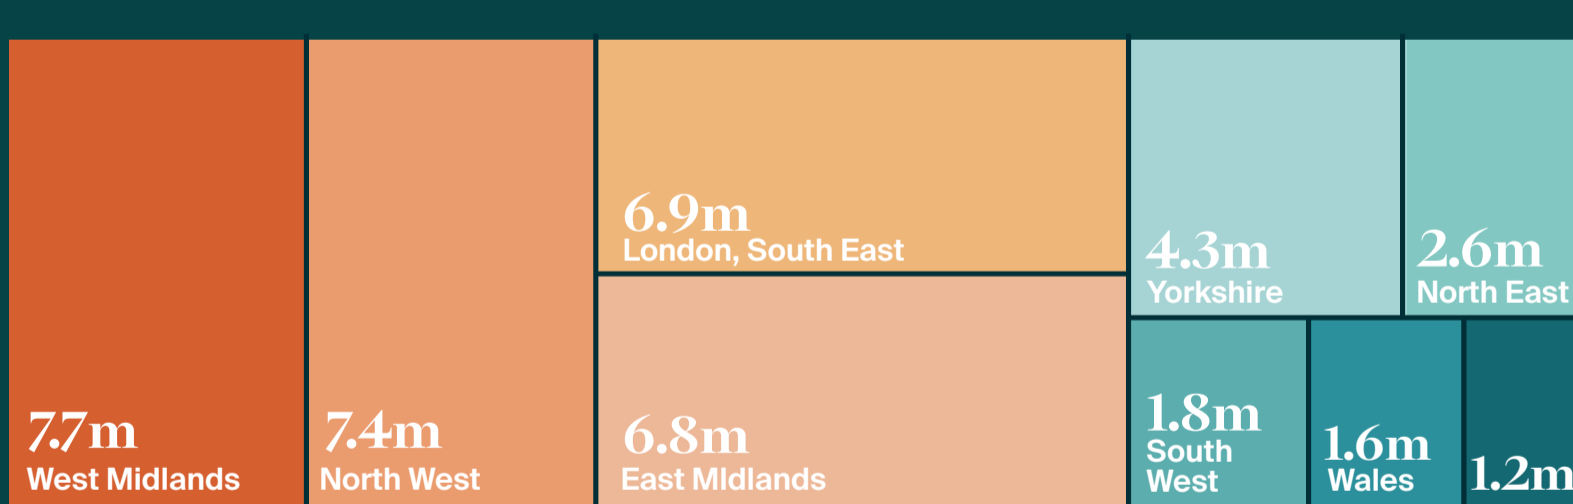 7.7m
West Midlands
7.4m
North West
6.9m
London, South East
6.8m
East MIdlands
4.3m
Yorkshire
2.6m
North East
1.8m
South
West
1.6m
Wales
1.2m